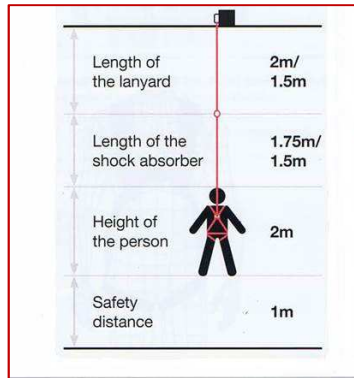 Length of
the lanyard
2m/
1.5m
Length of the
shock absorber
1.75m/
1.5m
Height of
the person
2m
Safety
distance
1m